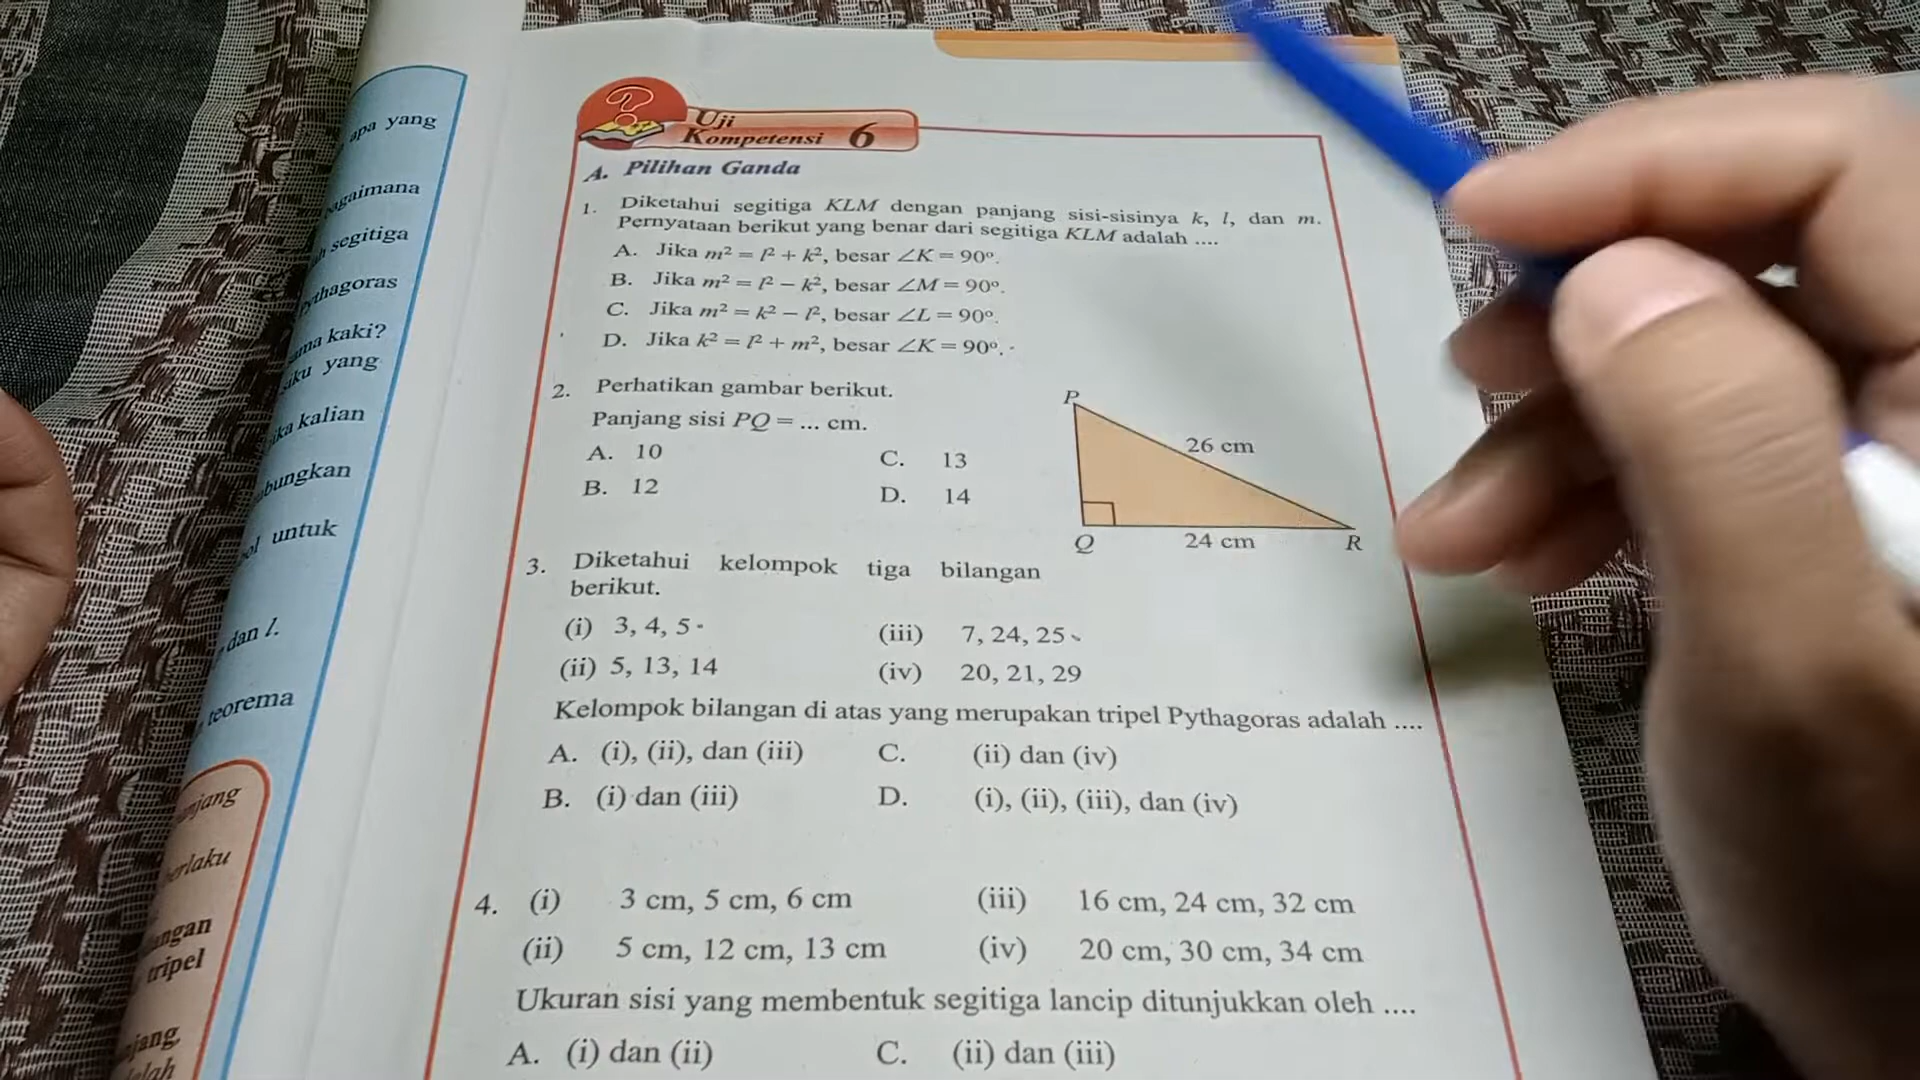 apa yang
segitiga
kaki?
yang
kalian
untuk
dan l.
teorema
tripel
Uji
Kompetensi 6
A. Pilihan Ganda
1. Diketahui segitiga KLM dengan panjang sisi-sisinya k, l, dan m.
Pernyataan berikut yang benar dari segitiga KLM adalah ....
A. Jika m² = l² + k², besar ∠K = 90°.
B. Jika m² = l² − k², besar ∠M = 90°.
C. Jika m² = k² − l², besar ∠L = 90°.
D. Jika k² = l² + m², besar ∠K = 90°.
2. Perhatikan gambar berikut.
Panjang sisi PQ = ... cm.
A. 10 C. 13
B. 12 D. 14
P
26 cm
Q 24 cm R
3. Diketahui kelompok tiga bilangan
berikut.
(i) 3, 4, 5 (iii) 7, 24, 25
(ii) 5, 13, 14 (iv) 20, 21, 29
Kelompok bilangan di atas yang merupakan tripel Pythagoras adalah ....
A. (i), (ii), dan (iii) C. (ii) dan (iv)
B. (i) dan (iii) D. (i), (ii), (iii), dan (iv)
4. (i) 3 cm, 5 cm, 6 cm (iii) 16 cm, 24 cm, 32 cm
(ii) 5 cm, 12 cm, 13 cm (iv) 20 cm, 30 cm, 34 cm
Ukuran sisi yang membentuk segitiga lancip ditunjukkan oleh ....
A. (i) dan (ii) C. (ii) dan (iii)